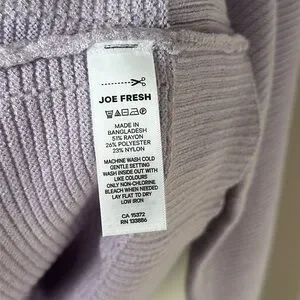 JOE FRESH
MADE IN
BANGLADESH
51% RAYON
26% POLYESTER
23% NYLON
MACHINE WASH COLD
GENTLE SETTING
WASH INSIDE OUT WITH
LIKE COLOURS
ONLY NON-CHLORINE
BLEACH WHEN NEEDED
LAY FLAT TO DRY
LOW IRON
CA 15372
RN 133886